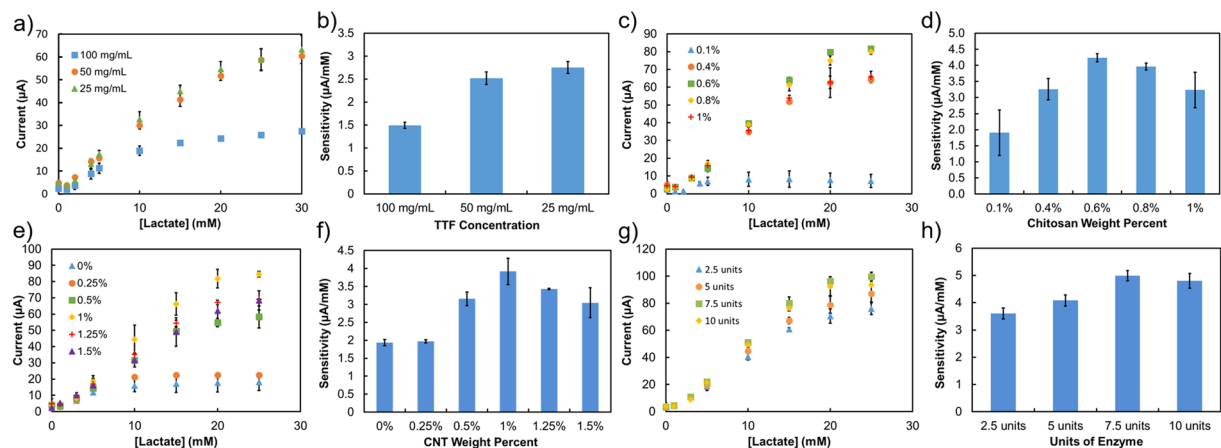 a)
Current (µA)
70
60
50
40
30
20
10
0
100 mg/mL
50 mg/mL
25 mg/mL
0 10 20 30
[Lactate] (mM)
b)
Sensitivity (µA/mM)
3.5
3
2.5
2
1.5
1
0.5
0
100 mg/mL 50 mg/mL 25 mg/mL
TTF Concentration
c)
Current (µA)
90
80
70
60
50
40
30
20
10
0
0.1%
0.4%
0.6%
0.8%
1%
0 10 20 30
[Lactate] (mM)
d)
Sensitivity (µA/mM)
5.0
4.5
4.0
3.5
3.0
2.5
2.0
1.5
1.0
0.5
0.0
0.1% 0.4% 0.6% 0.8% 1%
Chitosan Weight Percent
e)
Current (µA)
100
90
80
70
60
50
40
30
20
10
0
0%
0.25%
0.5%
1%
1.25%
1.5%
0 10 20 30
[Lactate] (mM)
f)
Sensitivity (µA/mM)
5
4.5
4
3.5
3
2.5
2
1.5
1
0.5
0
0% 0.25% 0.5% 1% 1.25% 1.5%
CNT Weight Percent
g)
Current (µA)
120
100
80
60
40
20
0
2.5 units
5 units
7.5 units
10 units
0 10 20 30
[Lactate] (mM)
h)
Sensitivity (µA/mM)
6
5
4
3
2
1
0
2.5 units 5 units 7.5 units 10 units
Units of Enzyme